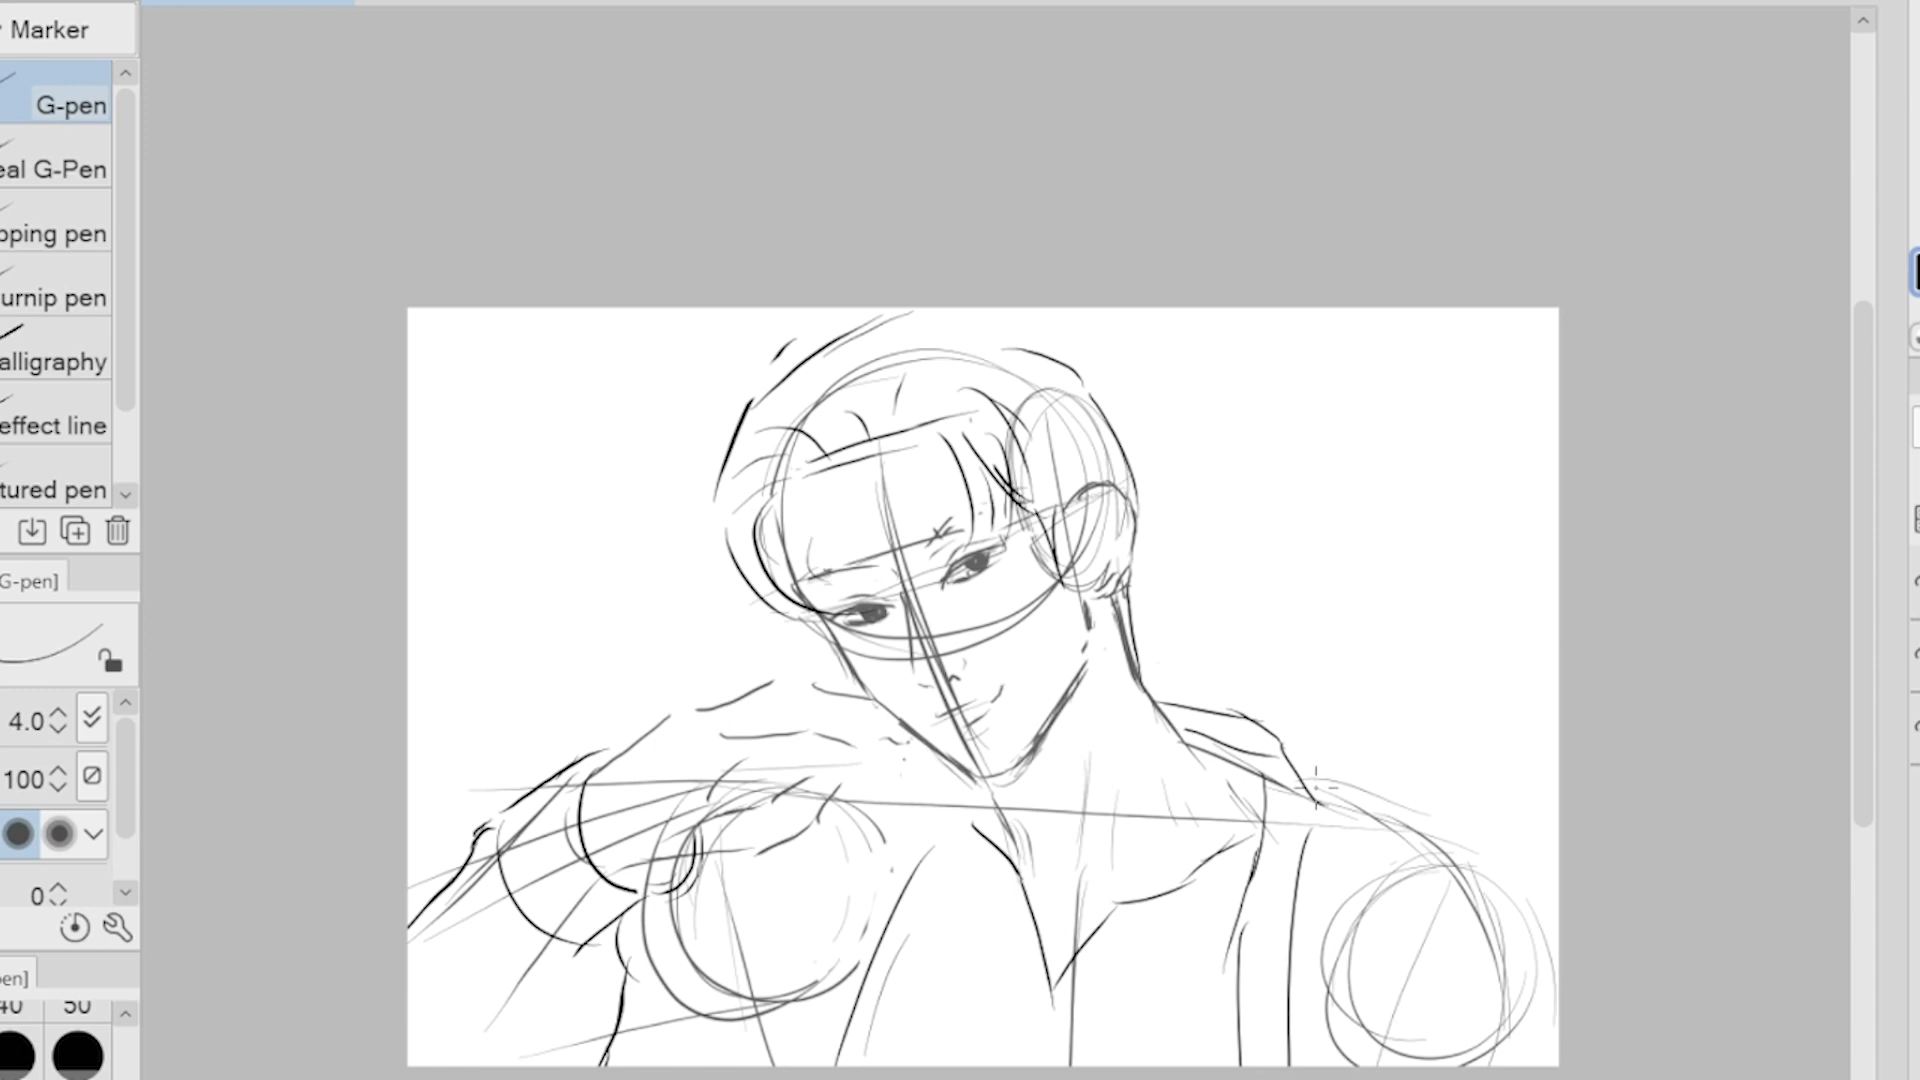 Marker
G-pen
eal G-Pen
pping pen
urnip pen
alligraphy
effect line
tured pen
G-pen]
4.0
100
0
pen]
40 50